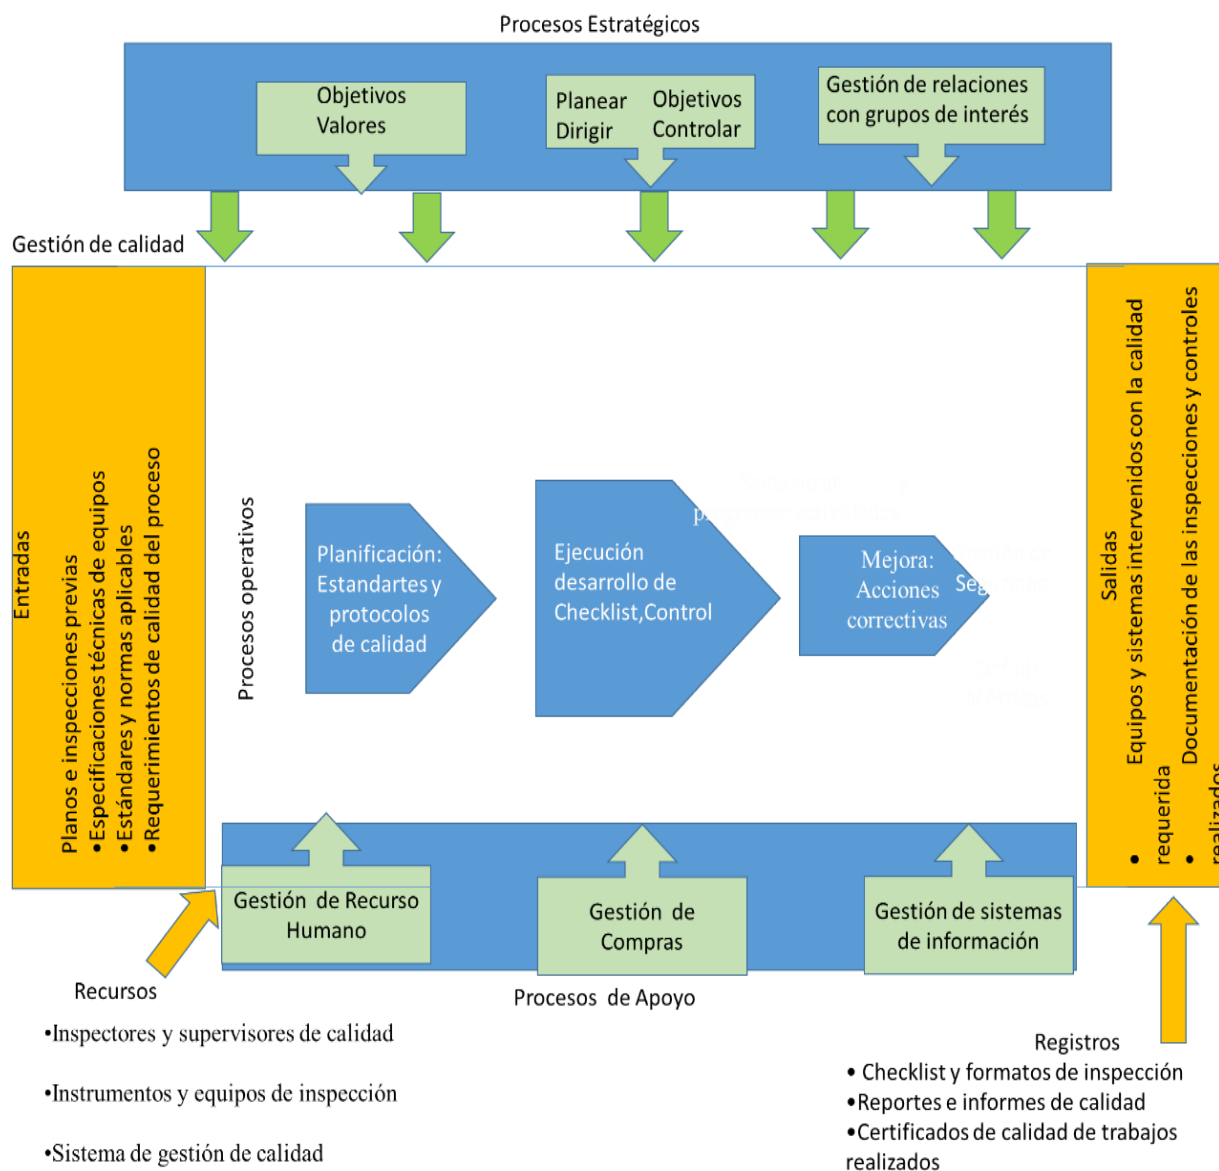 Procesos Estratégicos
Objetivos
Valores
Planear Objetivos
Dirigir Controlar
Gestión de relaciones
con grupos de interés
Gestión de calidad
Entradas
Planos e inspecciones previas
•Especificaciones técnicas de equipos
•Estándares y normas aplicables
•Requerimientos de calidad del proceso
Procesos operativos
Planificación:
Estandartes y
protocolos
de calidad
Ejecución
desarrollo de
Checklist,Control
Mejora:
Acciones
correctivas
Salidas
• Equipos y sistemas intervenidos con la calidad
requerida
• Documentación de las inspecciones y controles
realizados
Gestión de Recurso
Humano
Gestión de
Compras
Gestión de sistemas
de información
Procesos de Apoyo
Recursos
•Inspectores y supervisores de calidad
•Instrumentos y equipos de inspección
•Sistema de gestión de calidad
Registros
• Checklist y formatos de inspección
•Reportes e informes de calidad
•Certificados de calidad de trabajos
realizados